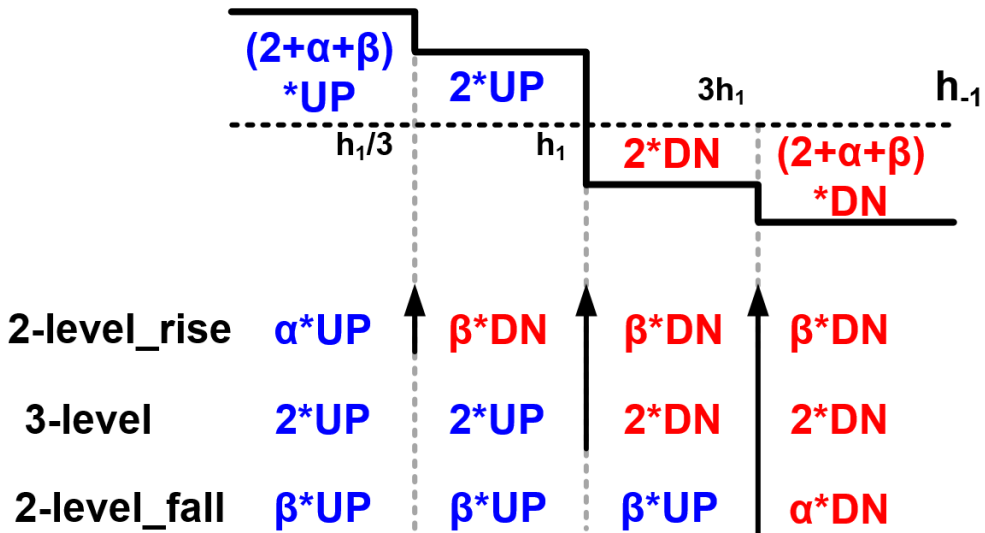 (2+α+β)
*UP
2*UP
3h₁
h₋₁
h₁/3
h₁
2*DN
(2+α+β)
*DN
2-level_rise α*UP β*DN β*DN β*DN
3-level 2*UP 2*UP 2*DN 2*DN
2-level_fall β*UP β*UP β*UP α*DN